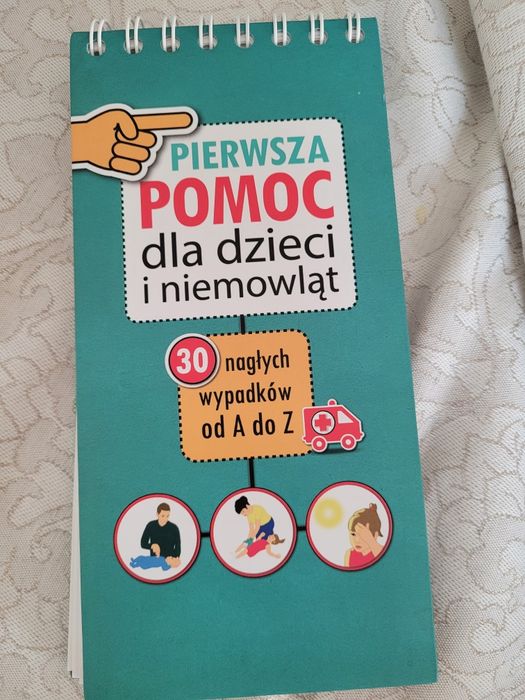 PIERWSZA
POMOC
dla dzieci
i niemowląt
30 nagłych
wypadków
od A do Z